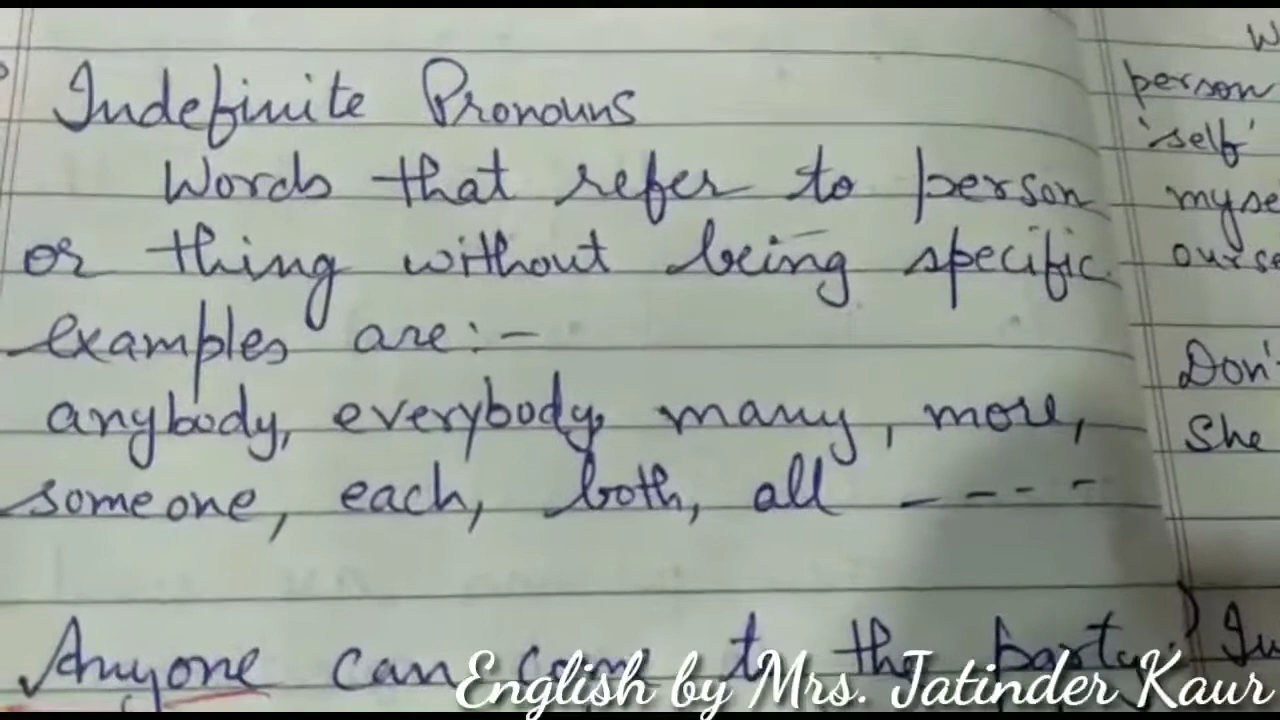 Indefinite Pronouns
Words that refer to person
or thing without being specific.
examples are:-
anybody, everybody, many, more,
someone, each, both, all ----
Anyone can come to the party.
person
'self'
Don't
She
English by Mrs. Jatinder Kaur